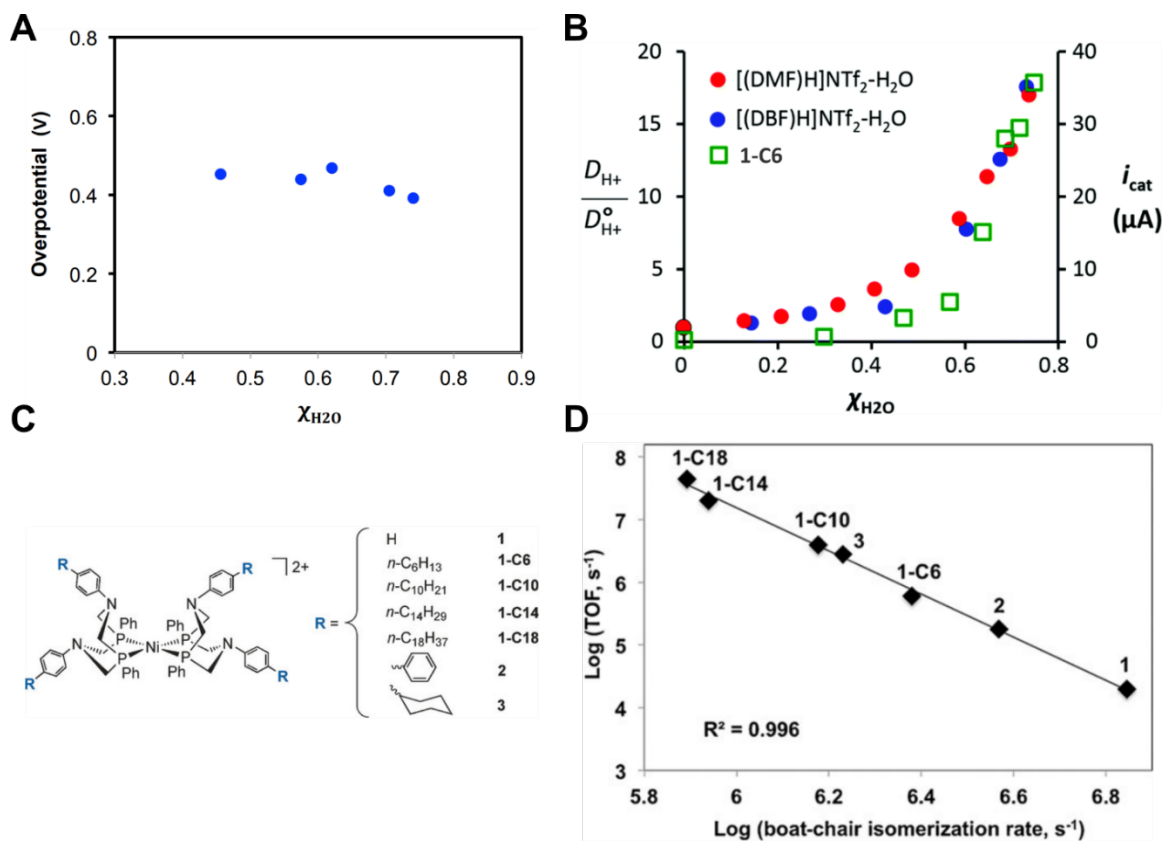 A
Overpotential (v)
0.8
0.6
0.4
0.2
0
0.3 0.4 0.5 0.6 0.7 0.8 0.9
χH2O
B
20
15
10
5
0
DH+
DH+°
[(DMF)H]NTf2-H2O
[(DBF)H]NTf2-H2O
1-C6
40
30
20
10
0
icat
(μA)
0 0.2 0.4 0.6 0.8
χH2O
C
R
R
R
R
N
N
N
N
Ph
Ph
Ph
Ph
P
P
P
P
Ni
2+
R =
H 1
n-C6H13 1-C6
n-C10H21 1-C10
n-C14H29 1-C14
n-C18H37 1-C18
2
3
D
Log (TOF, s-1)
8
7
6
5
4
3
1-C18
1-C14
1-C10
3
1-C6
2
1
R² = 0.996
5.8 6 6.2 6.4 6.6 6.8
Log (boat-chair isomerization rate, s-1)